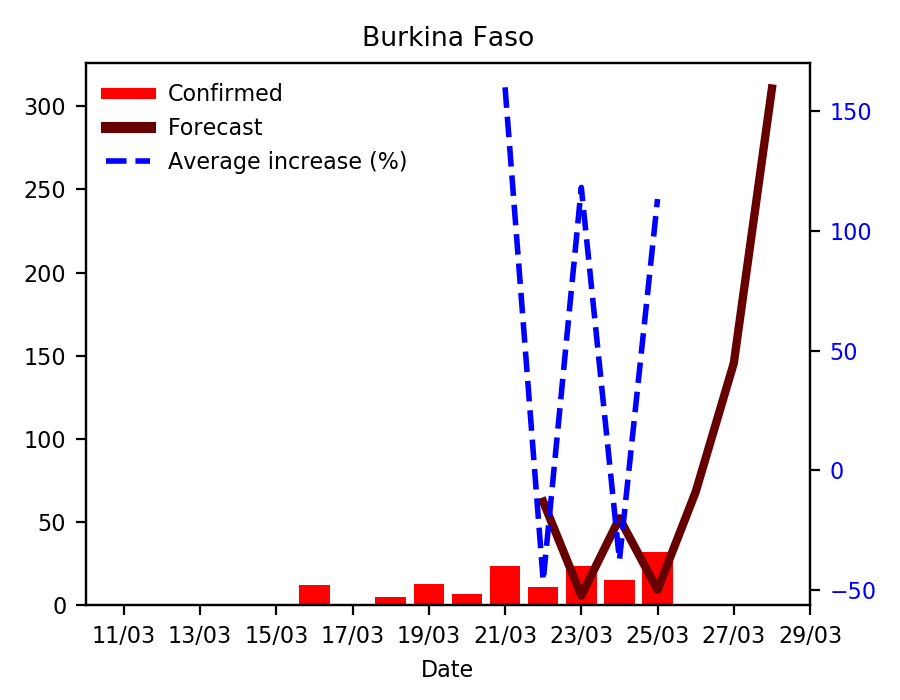 Burkina Faso
Confirmed
Forecast
Average increase (%)
300
250
200
150
100
50
0
150
100
50
0
−50
11/03 13/03 15/03 17/03 19/03 21/03 23/03 25/03 27/03 29/03
Date